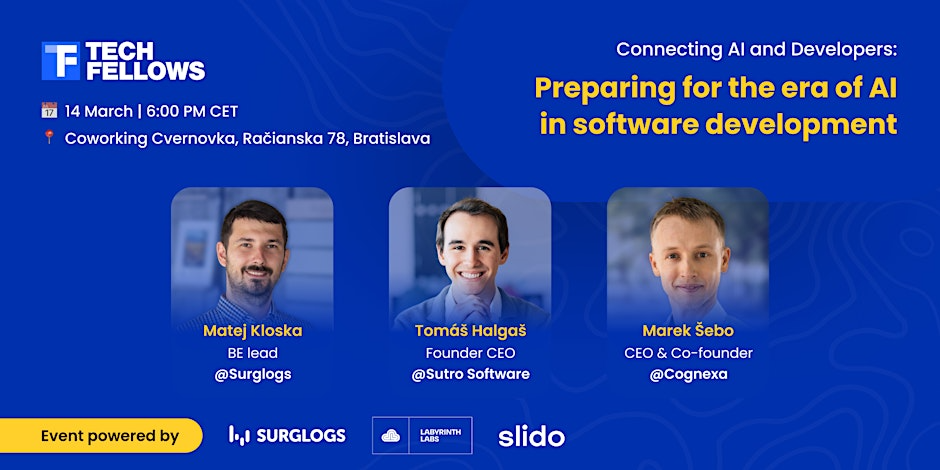 TECH
FELLOWS
14 March | 6:00 PM CET
Coworking Cvernovka, Račianska 78, Bratislava
Connecting AI and Developers:
Preparing for the era of AI
in software development
Matej Kloska
BE lead
@Surglogs
Tomáš Halgaš
Founder CEO
@Sutro Software
Marek Šebo
CEO & Co-founder
@Cognexa
Event powered by
SURGLOGS
LABYRINTH
LABS
slido